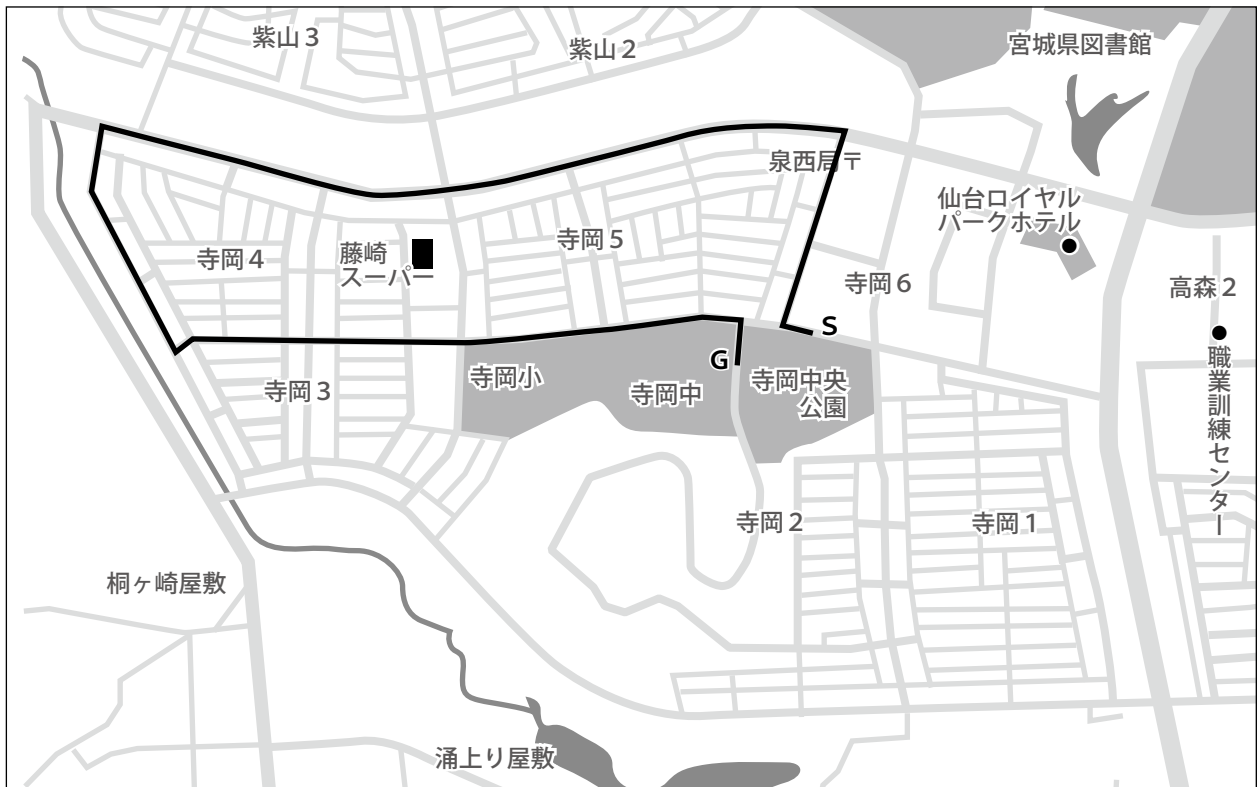 紫山３
紫山２
宮城県図書館
泉西局〒
仙台ロイヤル
パークホテル
寺岡４
藤崎
スーパー
寺岡５
寺岡６
高森２
S
G
寺岡小
寺岡中
寺岡中央
公園
職業訓練センター
寺岡３
寺岡２
寺岡１
桐ヶ崎屋敷
涌上り屋敷